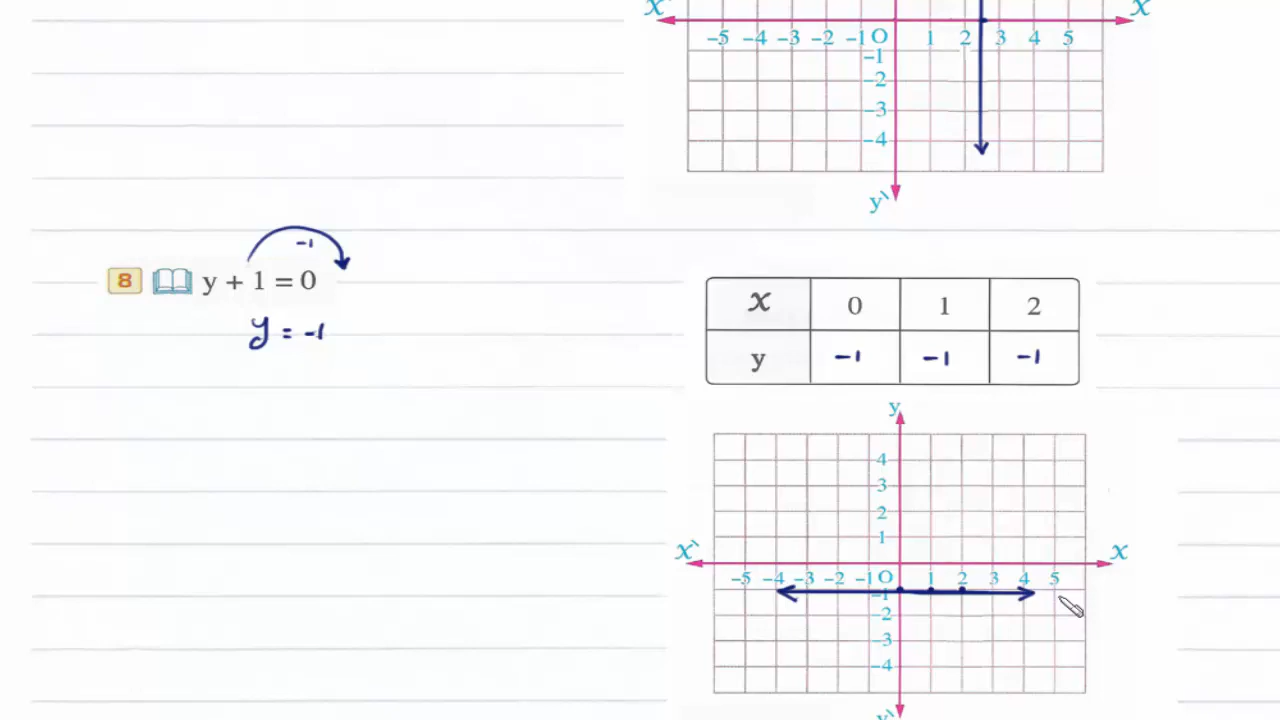 x` x
-5 -4 -3 -2 -1 O 1 2 3 4 5
-1
-2
-3
-4
y`
-1
8 y + 1 = 0
y = -1
x 0 1 2
y -1 -1 -1
y
4
3
2
1
x` x
-5 -4 -3 -2 -1 O 1 2 3 4 5
-1
-2
-3
-4
y`